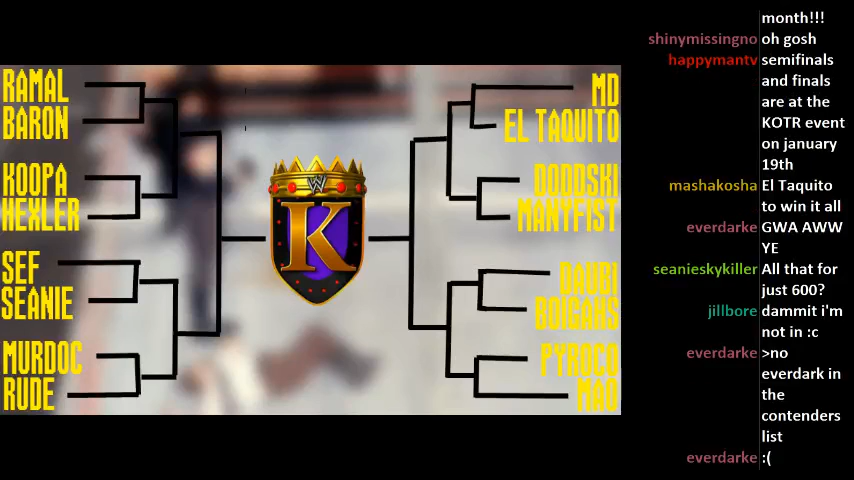 RAMAL
BARON
KOOPA
HEXLER
SEF
SEANIE
MURDOC
RUDE
W
K
MD
EL TAQUITO
DODDSKI
MANYFIST
DAUBI
BOIGAHS
PYROCO
MAO
month!!!
shinymissingno oh gosh
happymantv semifinals
and finals
are at the
KOTR event
on january
19th
mashakosha El Taquito
to win it all
everdarke GWA AWW
YE
seanieskykiller All that for
just 600?
jillbore dammit i'm
not in :c
everdarke >no
everdark in
the
contenders
list
everdarke :(